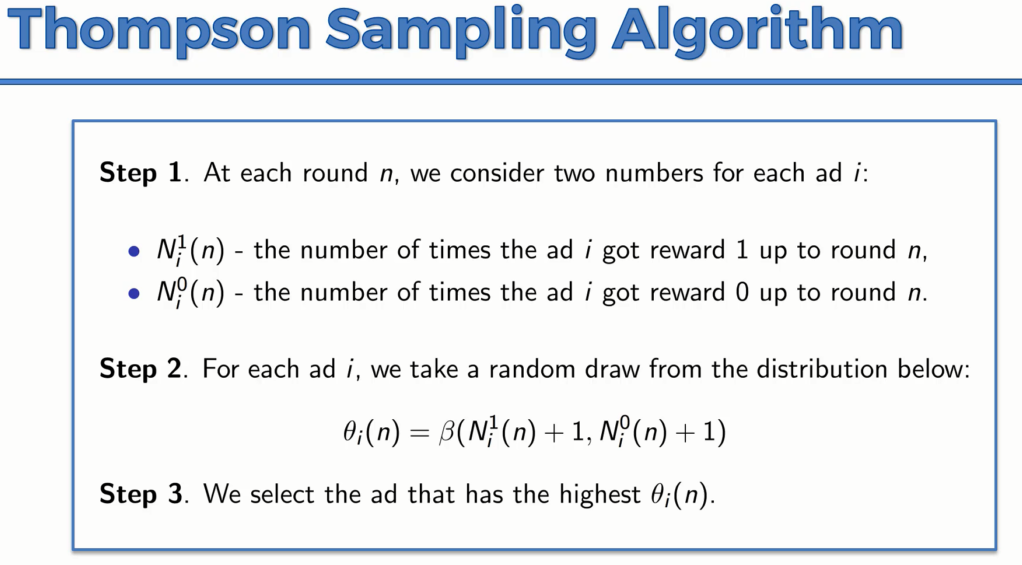 Thompson Sampling Algorithm
Step 1. At each round n, we consider two numbers for each ad i:
• N_i^1(n) - the number of times the ad i got reward 1 up to round n,
• N_i^0(n) - the number of times the ad i got reward 0 up to round n.
Step 2. For each ad i, we take a random draw from the distribution below:
θ_i(n) = β(N_i^1(n) + 1, N_i^0(n) + 1)
Step 3. We select the ad that has the highest θ_i(n).